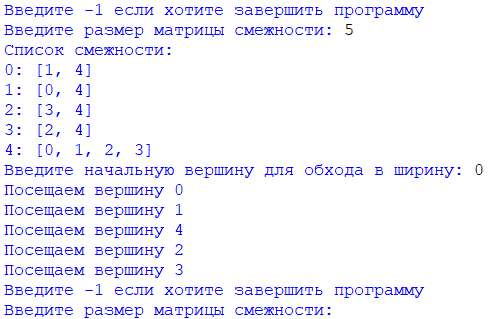 Введите -1 если хотите завершить программу
Введите размер матрицы смежности: 5
Список смежности:
0: [1, 4]
1: [0, 4]
2: [3, 4]
3: [2, 4]
4: [0, 1, 2, 3]
Введите начальную вершину для обхода в ширину: 0
Посещаем вершину 0
Посещаем вершину 1
Посещаем вершину 4
Посещаем вершину 2
Посещаем вершину 3
Введите -1 если хотите завершить программу
Введите размер матрицы смежности: